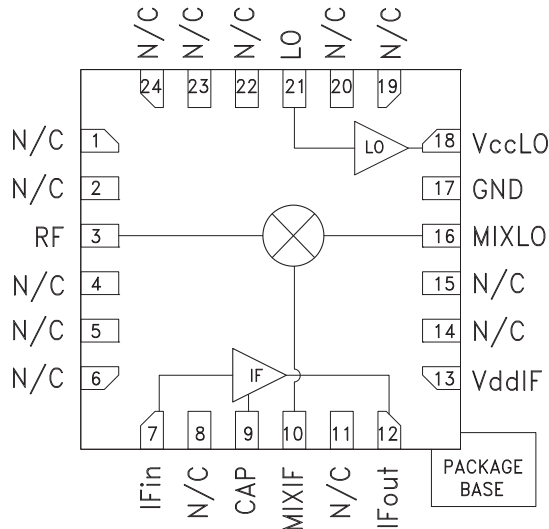 N/C N/C N/C LO N/C N/C
24 23 22 21 20 19
N/C 1
LO 18 VccLO
N/C 2
17 GND
RF 3
16 MIXLO
N/C 4
15 N/C
N/C 5
14 N/C
N/C 6
IF
13 VddIF
7 8 9 10 11 12
IFin N/C CAP MIXIF N/C IFout
PACKAGE
BASE